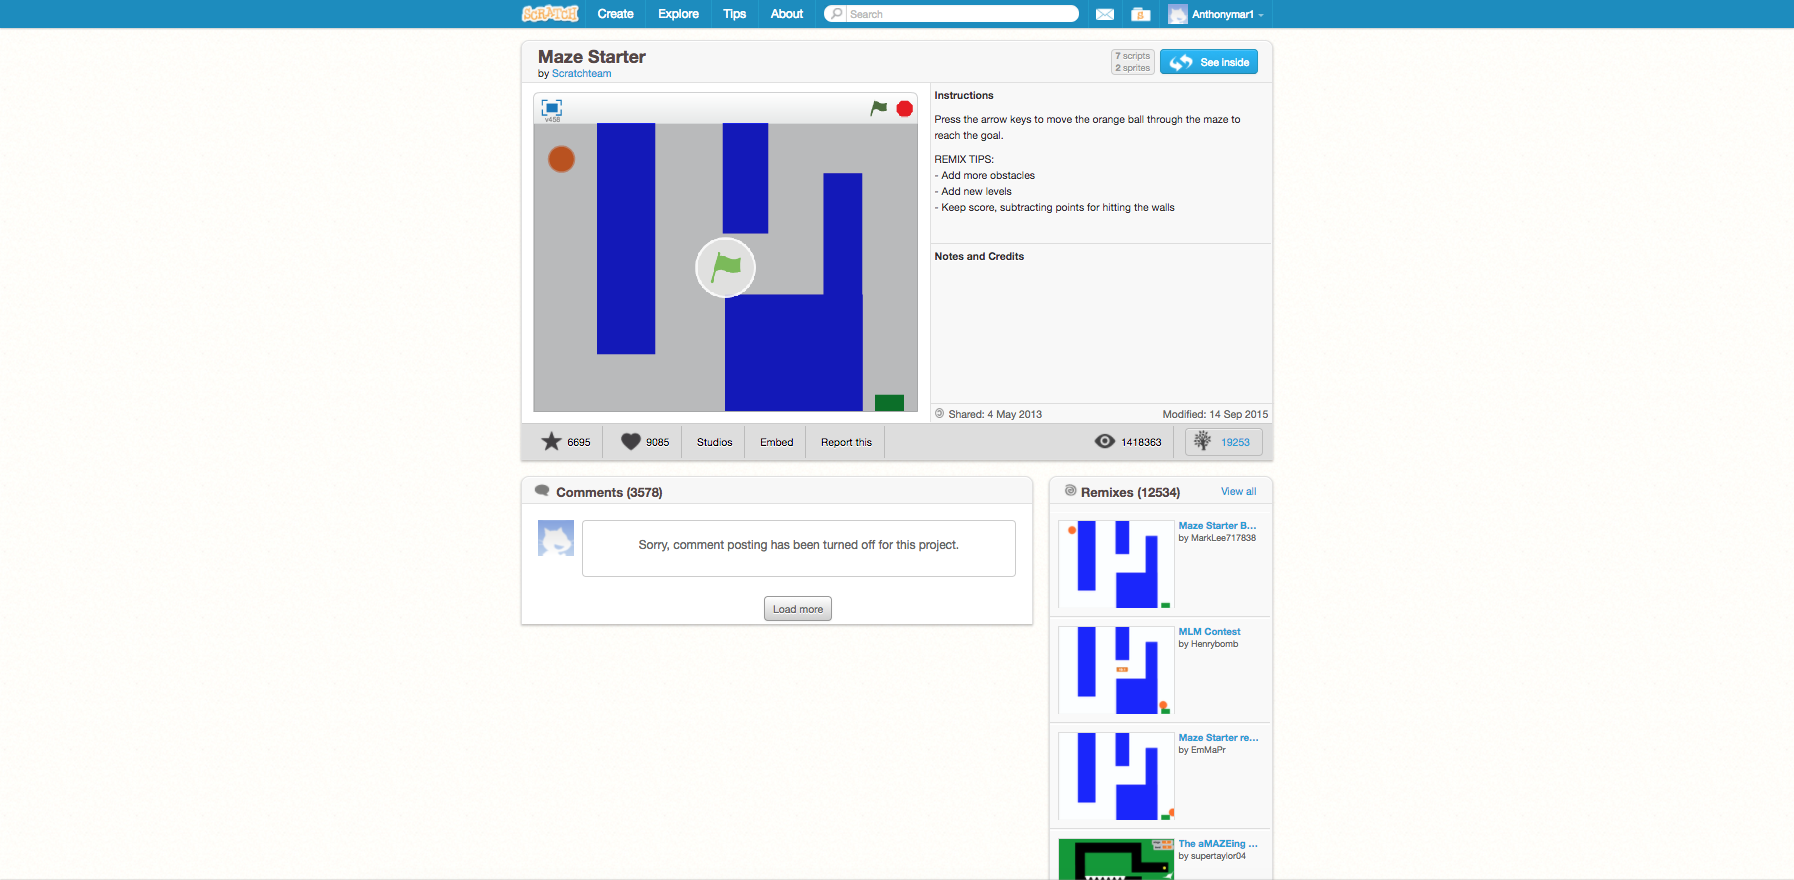 SCRATCH Create Explore Tips About Search Anthonymar1
Maze Starter
by Scratchteam
7 scripts
2 sprites
See inside
v458
Instructions
Press the arrow keys to move the orange ball through the maze to
reach the goal.
REMIX TIPS:
- Add more obstacles
- Add new levels
- Keep score, subtracting points for hitting the walls
Notes and Credits
Shared: 4 May 2013 Modified: 14 Sep 2015
6695 9085 Studios Embed Report this 1418363 19253
Comments (3578)
Sorry, comment posting has been turned off for this project.
Load more
Remixes (12534) View all
Maze Starter B...
by MarkLee717838
MLM Contest
by Henrybomb
Maze Starter re...
by EmMaPr
The aMAZEing ...
by supertaylor04